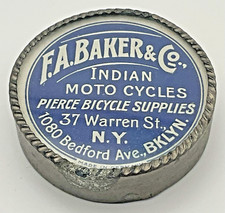 F.A. BAKER & Co.,
INDIAN
MOTO CYCLES
PIERCE BICYCLE SUPPLIES
37 Warren St.,
N.Y.
1080 Bedford Ave., BKLYN.